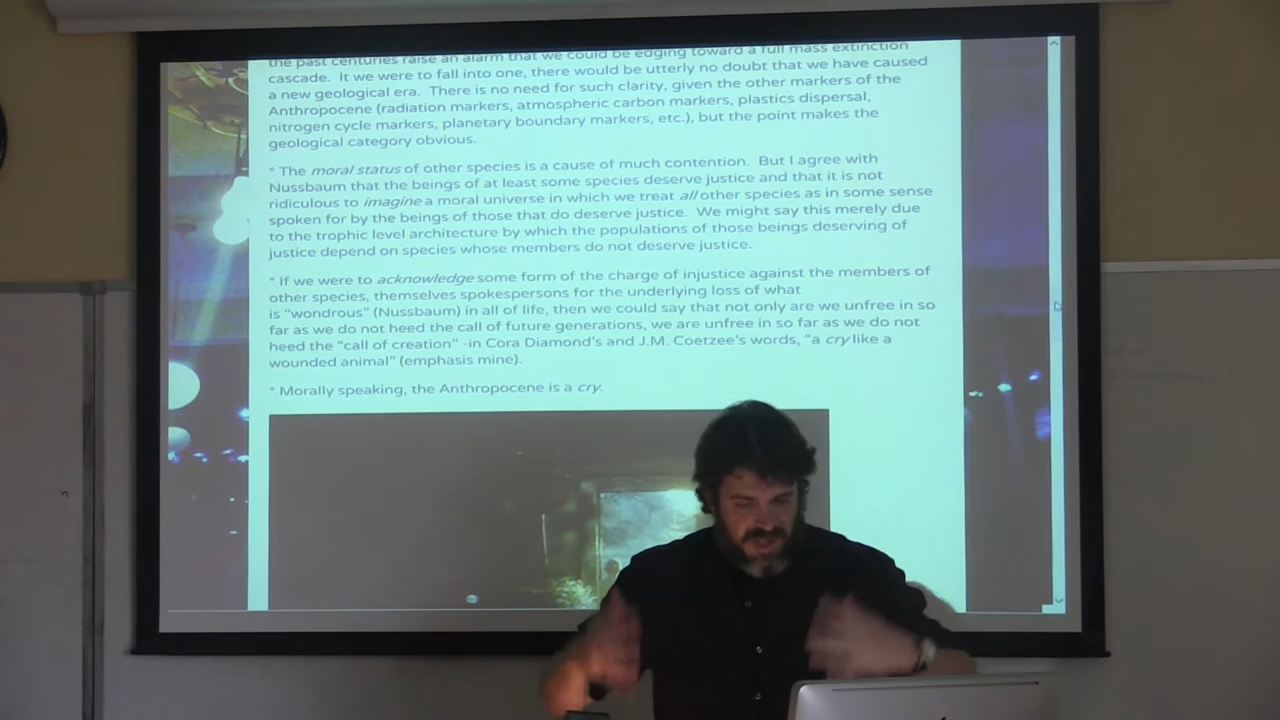 the past centuries raise an alarm that we could be edging toward a full mass extinction
cascade. It we were to fall into one, there would be utterly no doubt that we have caused
a new geological era. There is no need for such clarity, given the other markers of the
Anthropocene (radiation markers, atmospheric carbon markers, plastics dispersal,
nitrogen cycle markers, planetary boundary markers, etc.), but the point makes the
geological category obvious.
* The moral status of other species is a cause of much contention. But I agree with
Nussbaum that the beings of at least some species deserve justice and that it is not
ridiculous to imagine a moral universe in which we treat all other species as in some sense
spoken for by the beings of those that do deserve justice. We might say this merely due
to the trophic level architecture by which the populations of those beings deserving of
justice depend on species whose members do not deserve justice.
* If we were to acknowledge some form of the charge of injustice against the members of
other species, themselves spokespersons for the underlying loss of what
is "wondrous" (Nussbaum) in all of life, then we could say that not only are we unfree in so
far as we do not heed the call of future generations, we are unfree in so far as we do not
heed the "call of creation" -in Cora Diamond's and J.M. Coetzee's words, "a cry like a
wounded animal" (emphasis mine).
* Morally speaking, the Anthropocene is a cry.